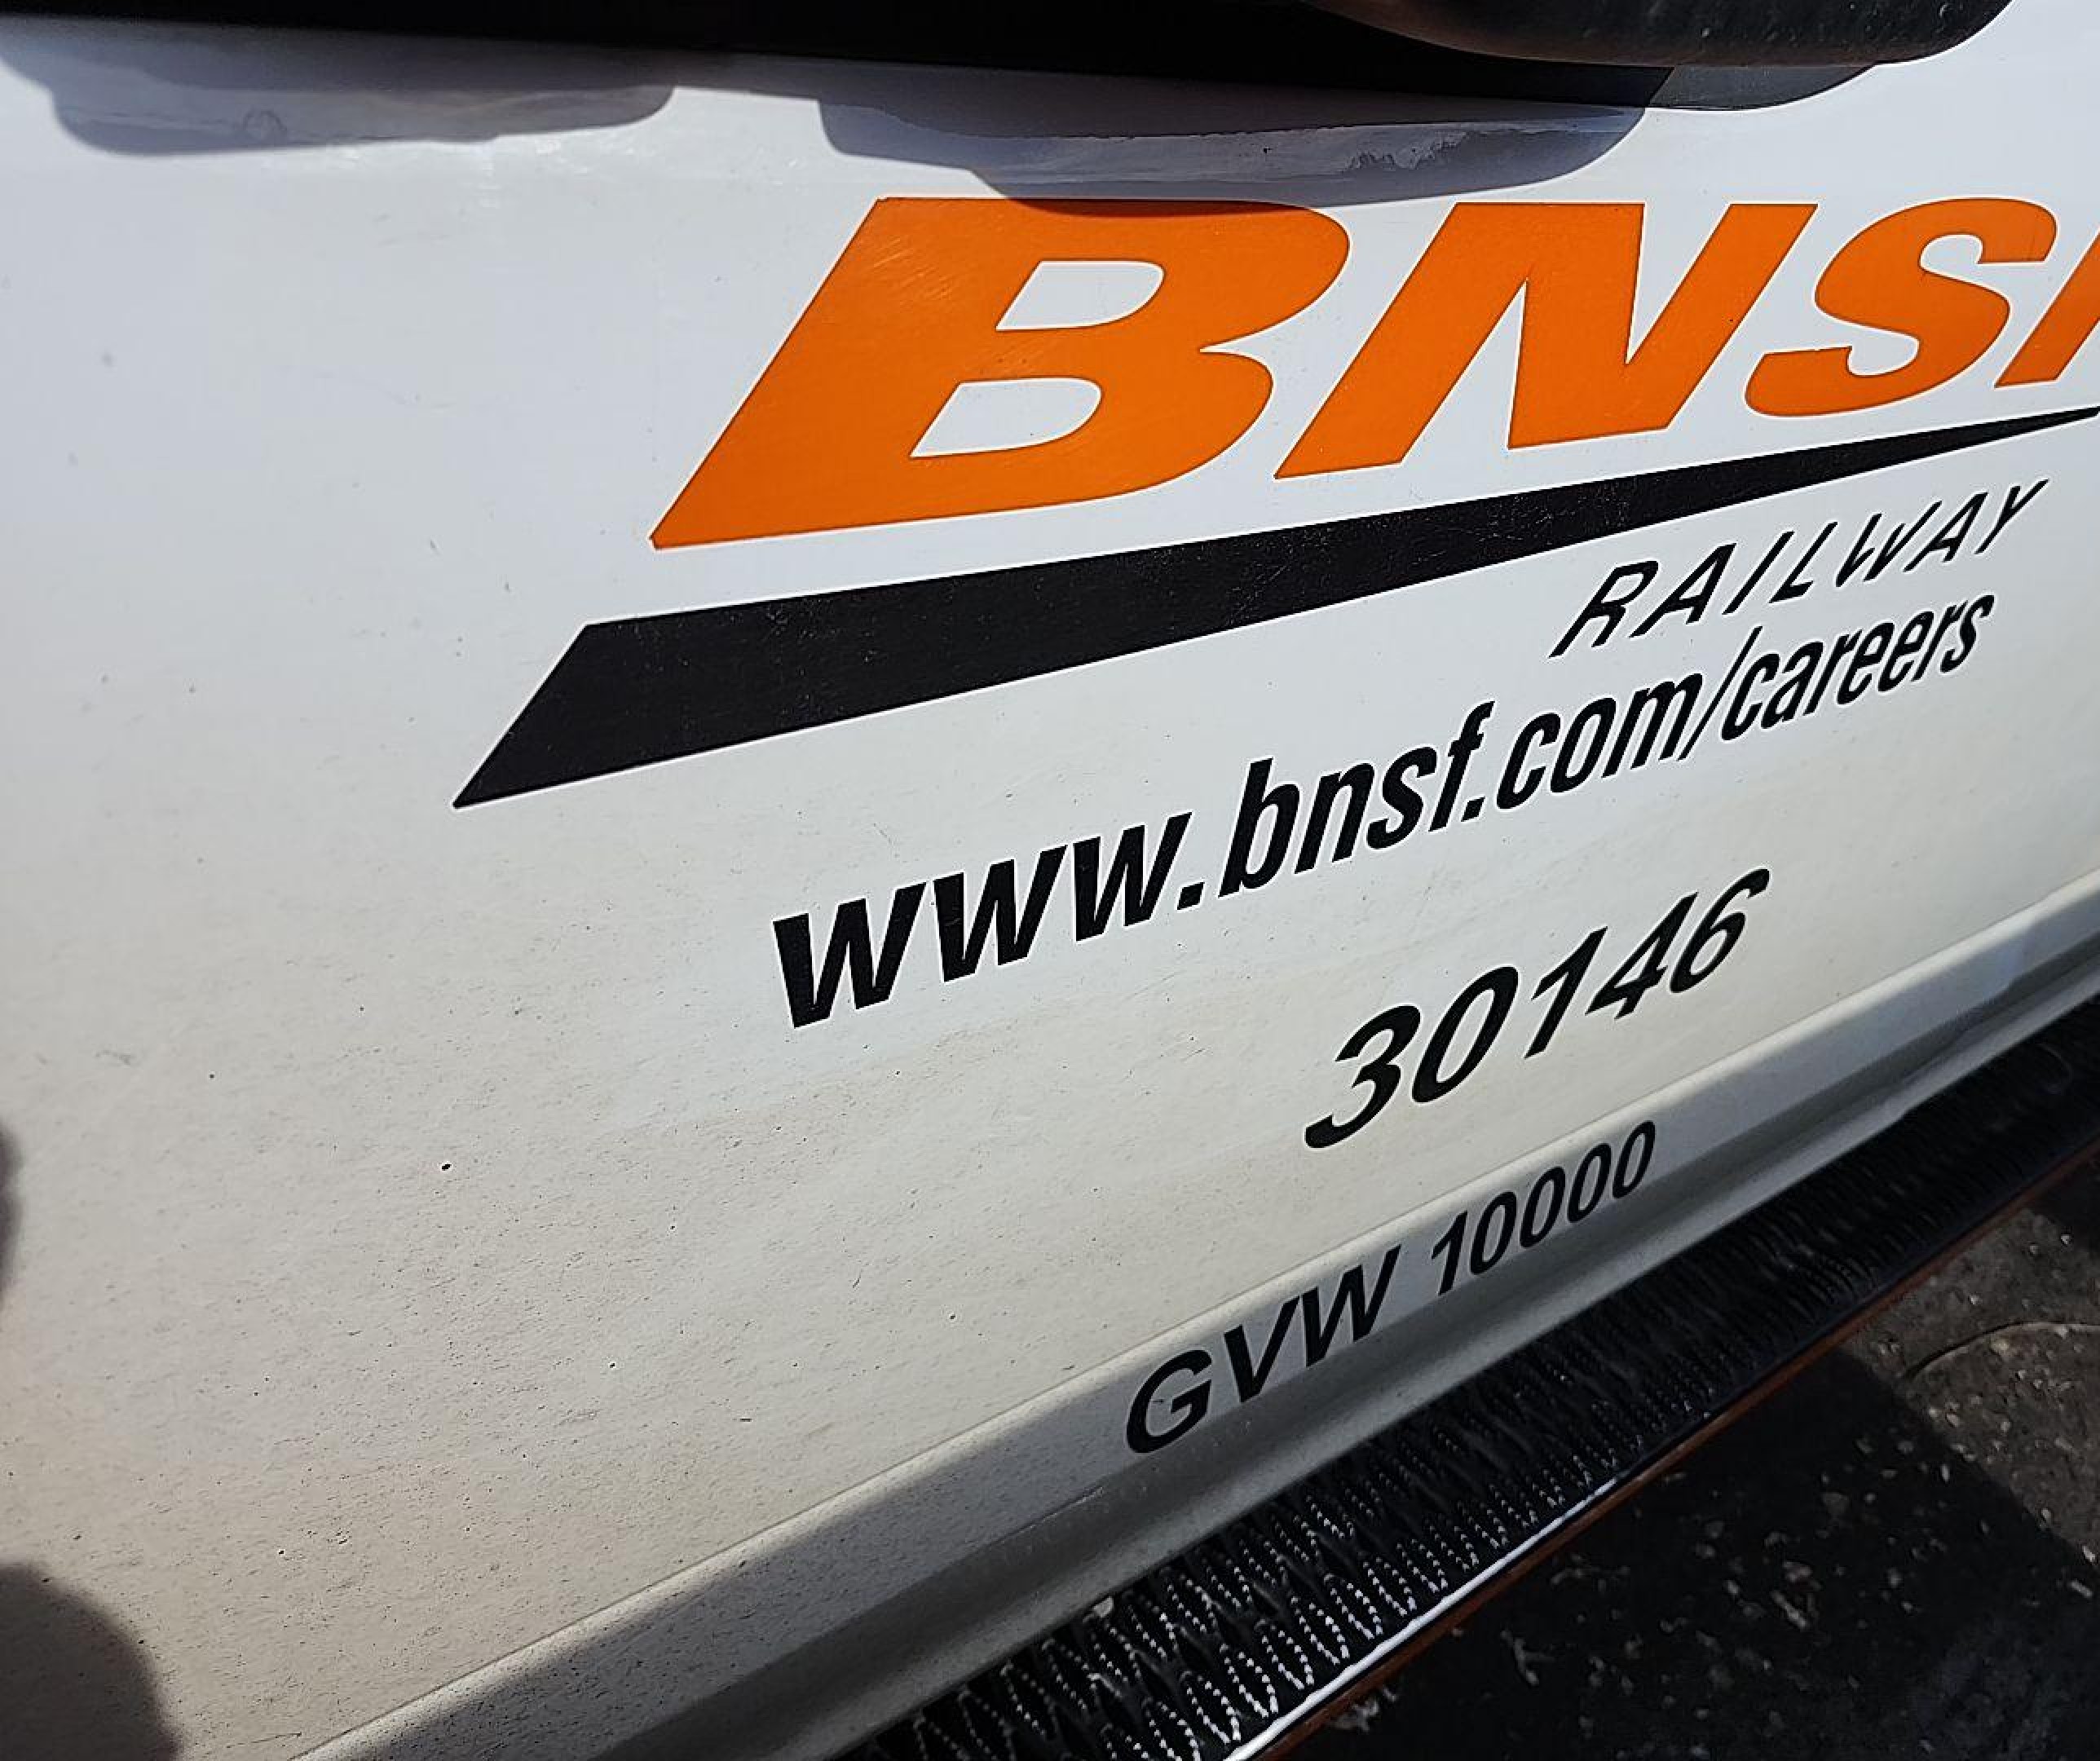 BNSF
RAILWAY
www.bnsf.com/careers
30146
GVW 10000